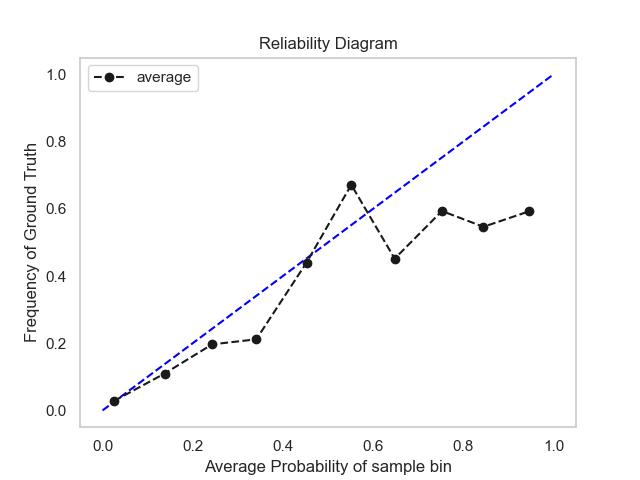 Reliability Diagram
average
Frequency of Ground Truth
1.0
0.8
0.6
0.4
0.2
0.0
0.0 0.2 0.4 0.6 0.8 1.0
Average Probability of sample bin